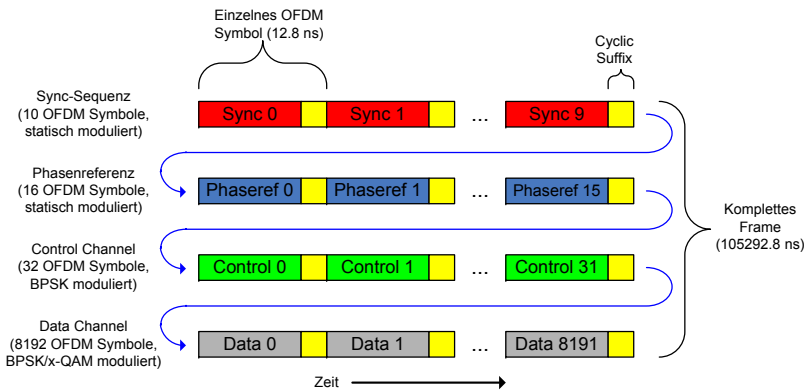 Einzelnes OFDM
Symbol (12.8 ns)
Cyclic
Suffix
Sync-Sequenz
(10 OFDM Symbole,
statisch moduliert)
Sync 0
Sync 1
...
Sync 9
Phasenreferenz
(16 OFDM Symbole,
statisch moduliert)
Phaseref 0
Phaseref 1
...
Phaseref 15
Komplettes
Frame
(105292.8 ns)
Control Channel
(32 OFDM Symbole,
BPSK moduliert)
Control 0
Control 1
...
Control 31
Data Channel
(8192 OFDM Symbole,
BPSK/x-QAM moduliert)
Data 0
Data 1
...
Data 8191
Zeit